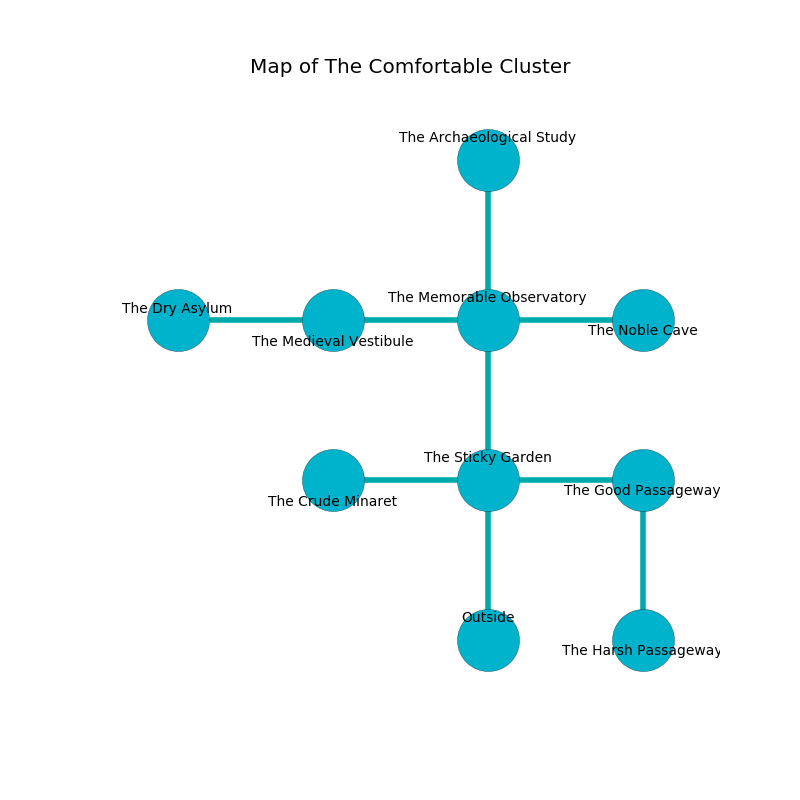 Map of The Comfortable Cluster
The Archaeological Study
The Memorable Observatory
The Dry Asylum
The Noble Cave
The Medieval Vestibule
The Sticky Garden
The Good Passageway
The Crude Minaret
Outside
The Harsh Passageway